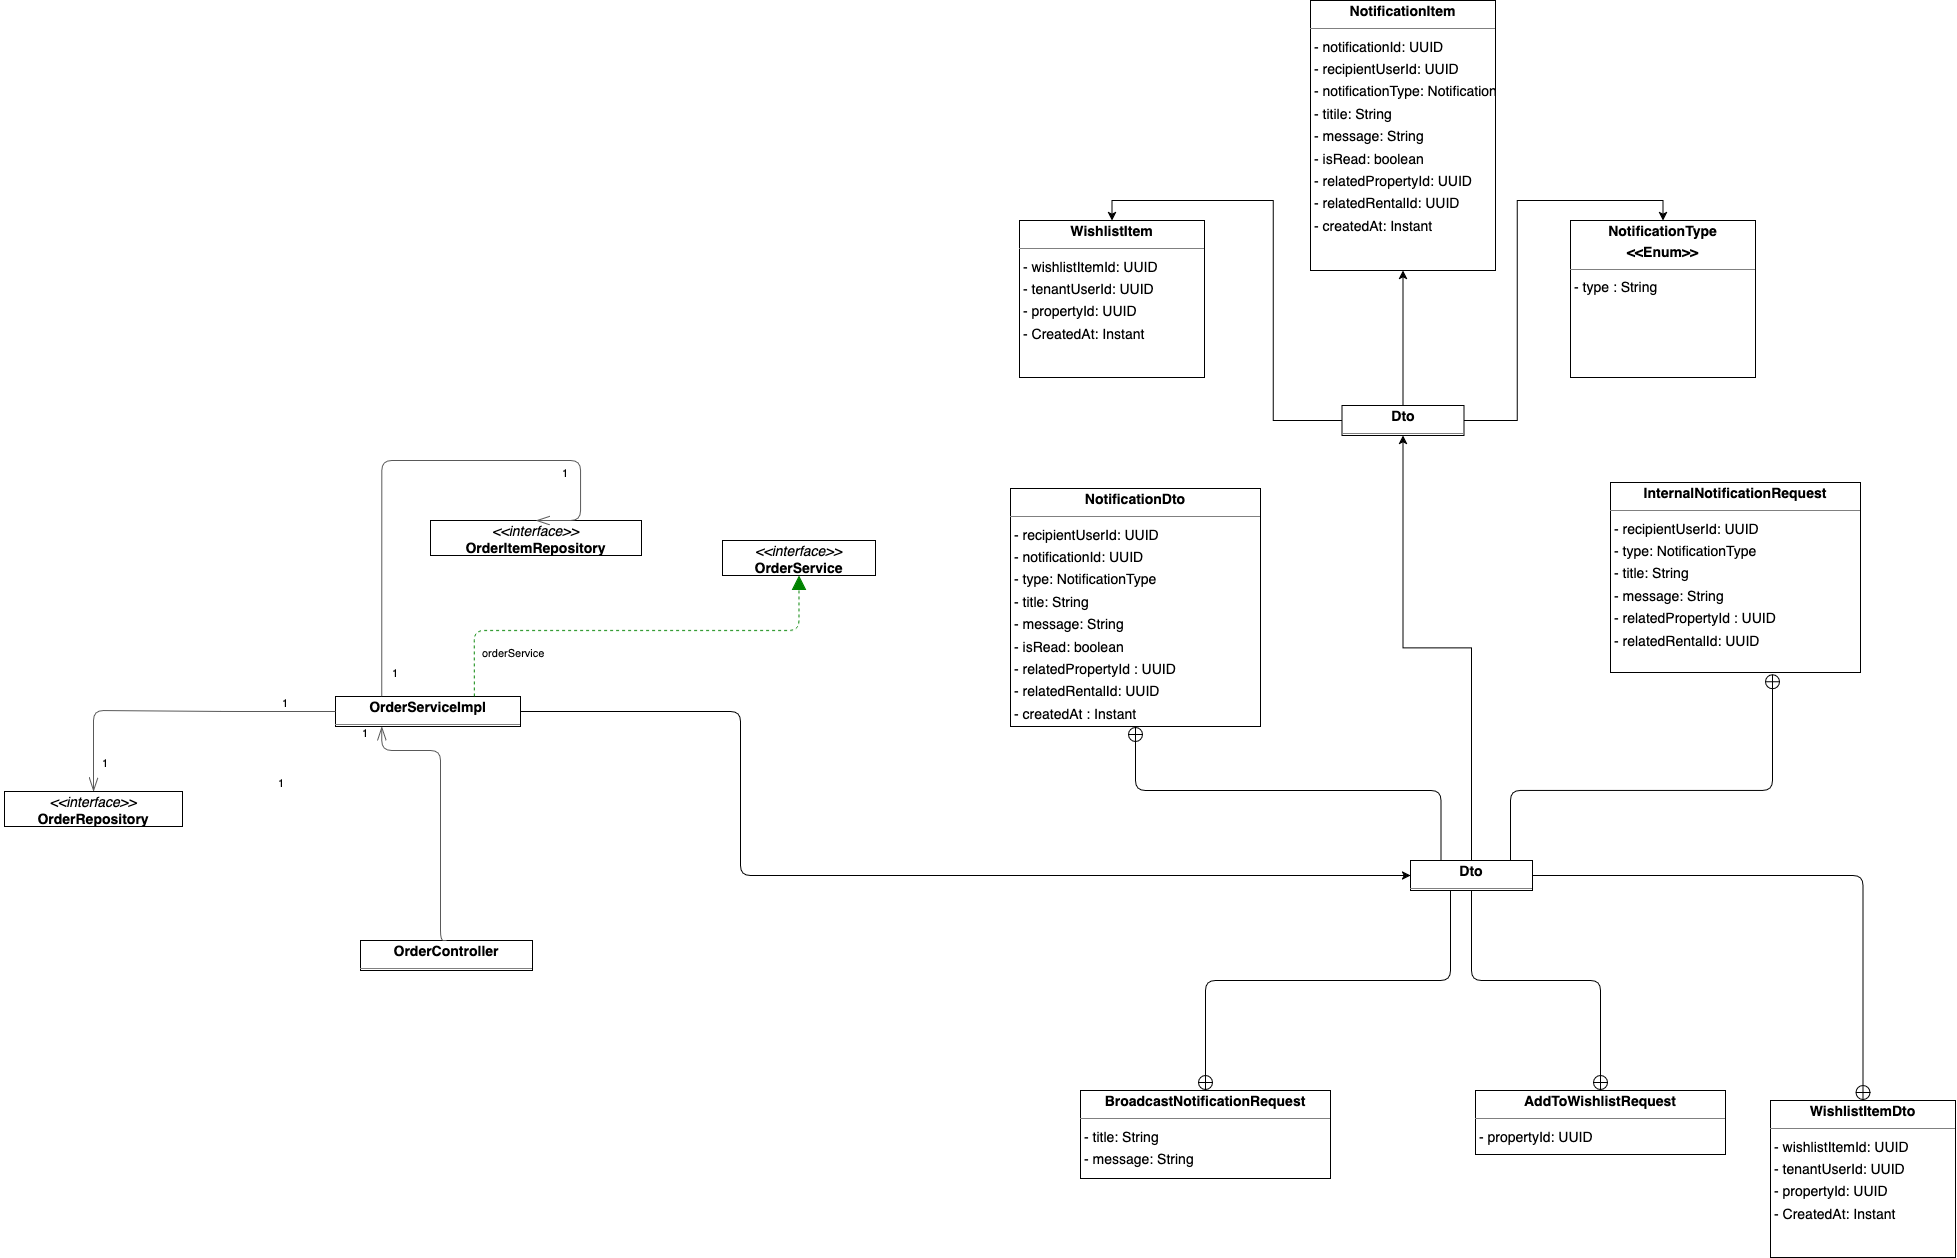 NotificationItem
- notificationId: UUID
- recipientUserId: UUID
- notificationType: Notification
- titile: String
- message: String
- isRead: boolean
- relatedPropertyId: UUID
- relatedRentalId: UUID
- createdAt: Instant
WishlistItem
- wishlistItemId: UUID
- tenantUserId: UUID
- propertyId: UUID
- CreatedAt: Instant
NotificationType
<<Enum>>
- type : String
Dto
1
<<interface>>
OrderItemRepository
<<interface>>
OrderService
orderService
1
NotificationDto
- recipientUserId: UUID
- notificationId: UUID
- type: NotificationType
- title: String
- message: String
- isRead: boolean
- relatedPropertyId : UUID
- relatedRentalId: UUID
- createdAt : Instant
InternalNotificationRequest
- recipientUserId: UUID
- type: NotificationType
- title: String
- message: String
- relatedPropertyId : UUID
- relatedRentalId: UUID
1
OrderServiceImpl
1
1
1
<<interface>>
OrderRepository
Dto
OrderController
BroadcastNotificationRequest
- title: String
- message: String
AddToWishlistRequest
- propertyId: UUID
WishlistItemDto
- wishlistItemId: UUID
- tenantUserId: UUID
- propertyId: UUID
- CreatedAt: Instant